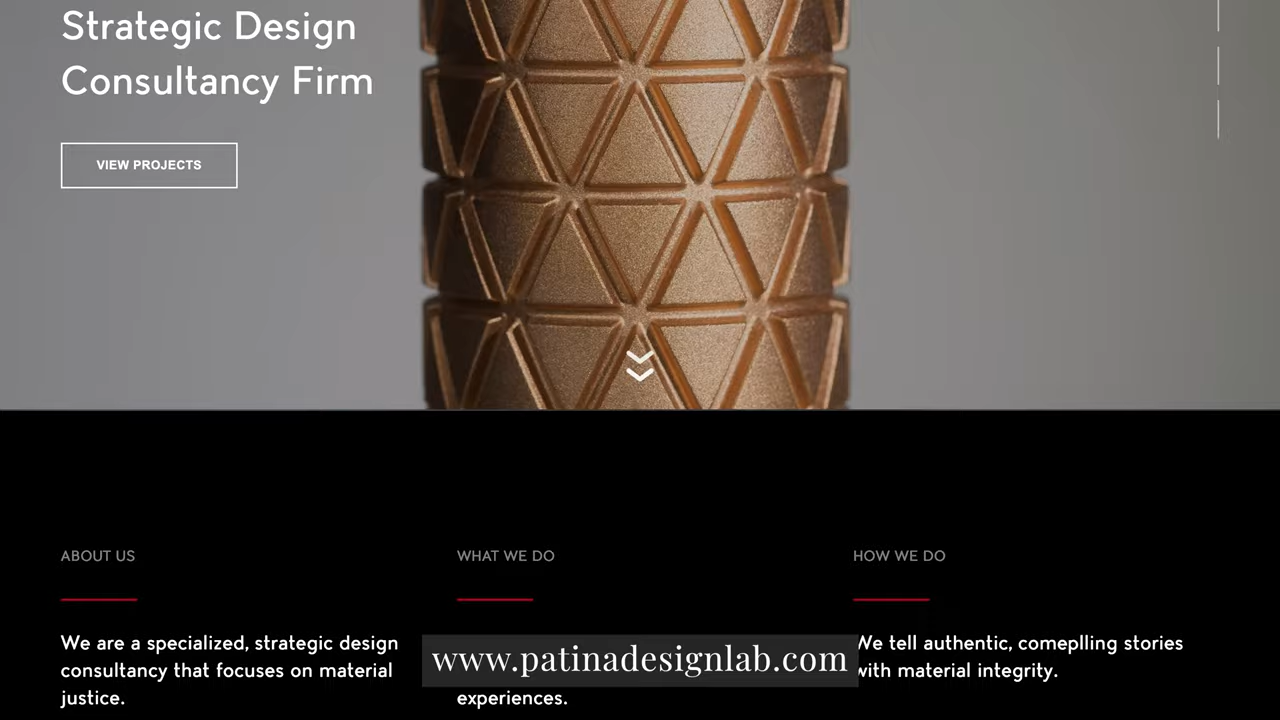 Strategic Design
Consultancy Firm
VIEW PROJECTS
ABOUT US
We are a specialized, strategic design
consultancy that focuses on material
justice.
WHAT WE DO
experiences.
HOW WE DO
We tell authentic, comeplling stories
with material integrity.
www.patinadesignlab.com